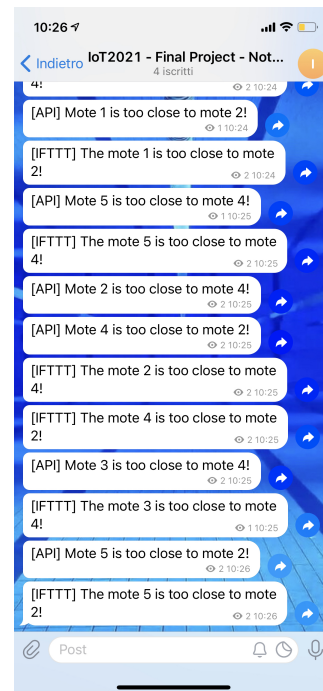 10:26
Indietro IoT2021 - Final Project - Not...
4 iscritti
I
4!
2 10:24
[API] Mote 1 is too close to mote 2!
1 10:24
[IFTTT] The mote 1 is too close to mote
2!
2 10:24
[API] Mote 5 is too close to mote 4!
1 10:25
[IFTTT] The mote 5 is too close to mote
4!
2 10:25
[API] Mote 2 is too close to mote 4!
2 10:25
[API] Mote 4 is too close to mote 2!
2 10:25
[IFTTT] The mote 2 is too close to mote
4!
2 10:25
[IFTTT] The mote 4 is too close to mote
2!
2 10:25
[API] Mote 3 is too close to mote 4!
2 10:25
[IFTTT] The mote 3 is too close to mote
4!
1 10:25
[API] Mote 5 is too close to mote 2!
2 10:26
[IFTTT] The mote 5 is too close to mote
2!
2 10:26
Post